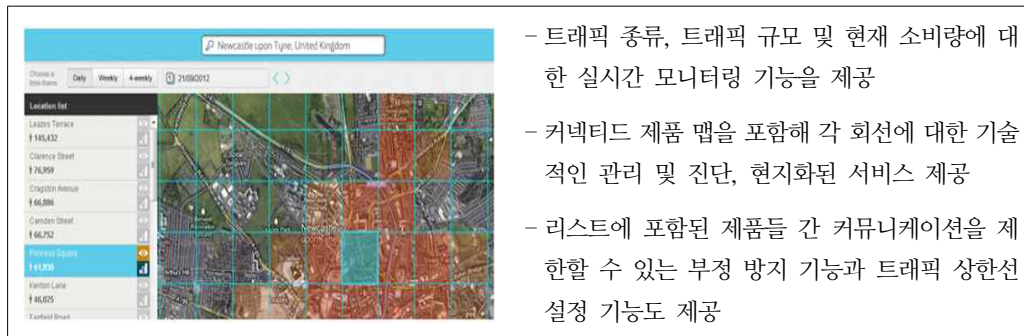 Newcastle upon Tyne, United Kingdom
Choose a
time-frame
Daily
Weekly
4-weekly
21/09/2012
Location list
Leazes Terrace
145,432
Clarence Street
76,959
Cragston Avenue
66,886
Camden Street
66,752
Princess Square
61,830
Kenton Lane
46,825
- 트래픽 종류, 트래픽 규모 및 현재 소비량에 대
한 실시간 모니터링 기능을 제공
- 커넥티드 제품 맵을 포함해 각 회선에 대한 기술
적인 관리 및 진단, 현지화된 서비스 제공
- 리스트에 포함된 제품들 간 커뮤니케이션을 제
한할 수 있는 부정 방지 기능과 트래픽 상한선
설정 기능도 제공